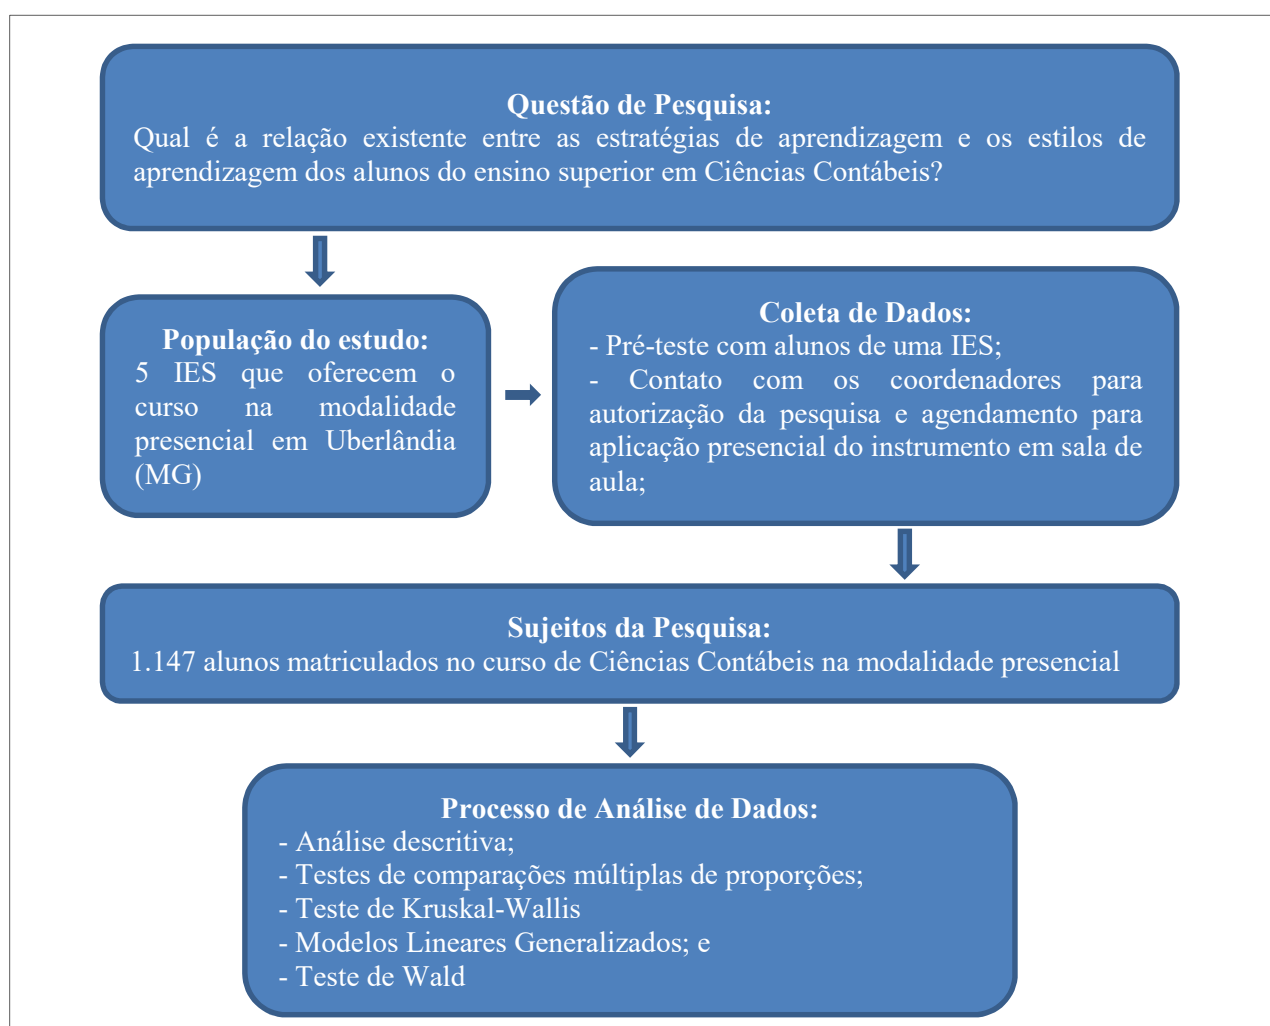 Questão de Pesquisa:
Qual é a relação existente entre as estratégias de aprendizagem e os estilos de
aprendizagem dos alunos do ensino superior em Ciências Contábeis?
População do estudo:
5 IES que oferecem o
curso na modalidade
presencial em Uberlândia
(MG)
Coleta de Dados:
- Pré-teste com alunos de uma IES;
- Contato com os coordenadores para
autorização da pesquisa e agendamento para
aplicação presencial do instrumento em sala de
aula;
Sujeitos da Pesquisa:
1.147 alunos matriculados no curso de Ciências Contábeis na modalidade presencial
Processo de Análise de Dados:
- Análise descritiva;
- Testes de comparações múltiplas de proporções;
- Teste de Kruskal-Wallis
- Modelos Lineares Generalizados; e
- Teste de Wald